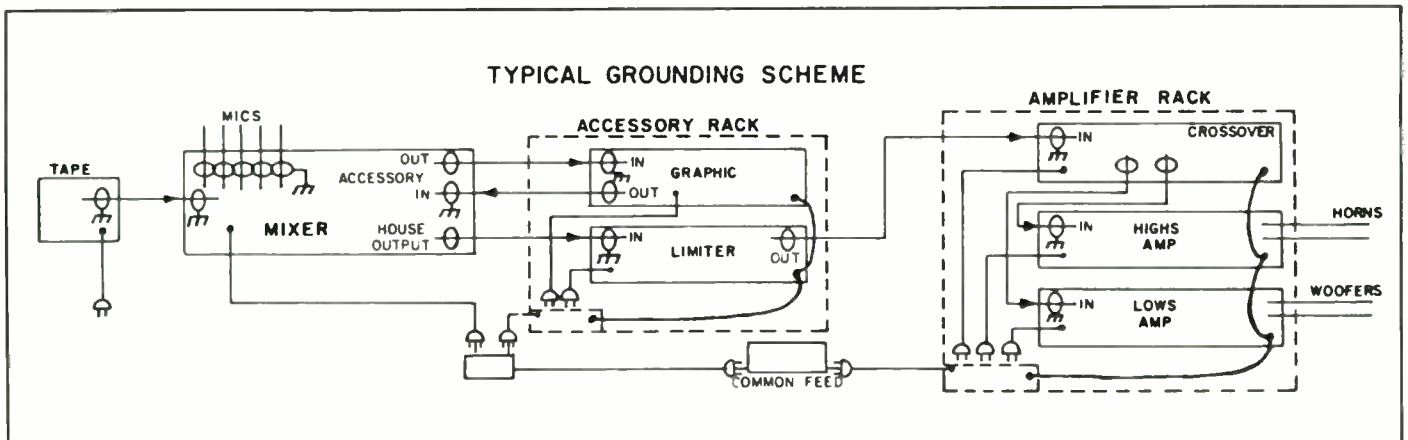 TYPICAL GROUNDING SCHEME
AMPLIFIER RACK
MICS
ACCESSORY RACK
IN
CROSSOVER
TAPE
OUT
ACCESSORY
IN
IN
GRAPHIC
OUT
MIXER
HOUSE
OUTPUT
IN
LIMITER
OUT
IN
HIGHS
AMP
HORNS
IN
LOWS
AMP
WOOFERS
COMMON FEED